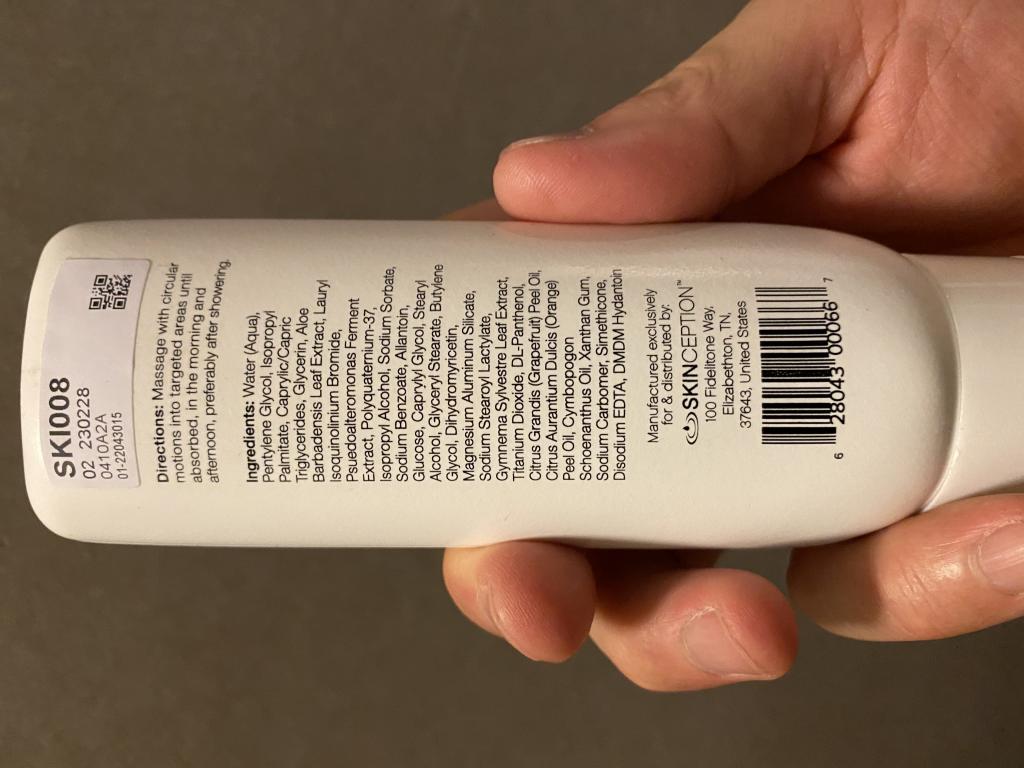 SKI008
02 230228
0410A2A
01-22043015
Directions: Massage with circular
motions into targeted areas until
absorbed, in the morning and
afternoon, preferably after showering.
Ingredients: Water (Aqua),
Pentylene Glycol, Isopropyl
Palmitate, Caprylic/Capric
Triglycerides, Glycerin, Aloe
Barbadensis Leaf Extract, Lauryl
Isoquinolinium Bromide,
Psuedoalteromonas Ferment
Extract, Polyquaternium-37,
Isopropyl Alcohol, Sodium Sorbate,
Sodium Benzoate, Allantoin,
Glucose, Caprylyl Glycol, Stearyl
Alcohol, Glyceryl Stearate, Butylene
Glycol, Dihydromyricetin,
Magnesium Aluminum Silicate,
Sodium Stearoyl Lactylate,
Gymnema Sylvestre Leaf Extract,
Titanium Dioxide, DL-Panthenol,
Citrus Grandis (Grapefruit) Peel Oil,
Citrus Aurantium Dulcis (Orange)
Peel Oil, Cymbopogon
Schoenanthus Oil, Xanthan Gum,
Sodium Carbomer, Simethicone,
Disodium EDTA, DMDM Hydantoin
Manufactured exclusively
for & distributed by:
SKINCEPTION™
100 Fidelitone Way,
Elizabethton, TN,
37643, United States
6 28043 00066 7